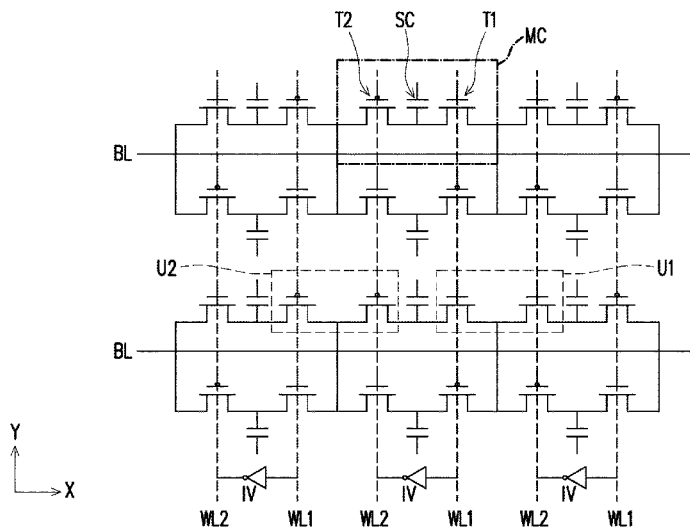 T2 SC T1 MC
BL
U2 U1
BL
Y
X
IV IV IV
WL2 WL1 WL2 WL1 WL2 WL1